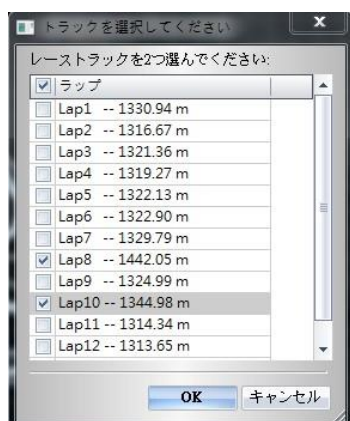 トラックを選択してください
レーストラックを2つ選んでください:
ラップ
Lap1 -- 1330.94 m
Lap2 -- 1316.67 m
Lap3 -- 1321.36 m
Lap4 -- 1319.27 m
Lap5 -- 1322.13 m
Lap6 -- 1322.90 m
Lap7 -- 1329.79 m
Lap8 -- 1442.05 m
Lap9 -- 1324.99 m
Lap10 -- 1344.98 m
Lap11 -- 1314.34 m
Lap12 -- 1313.65 m
OK キャンセル